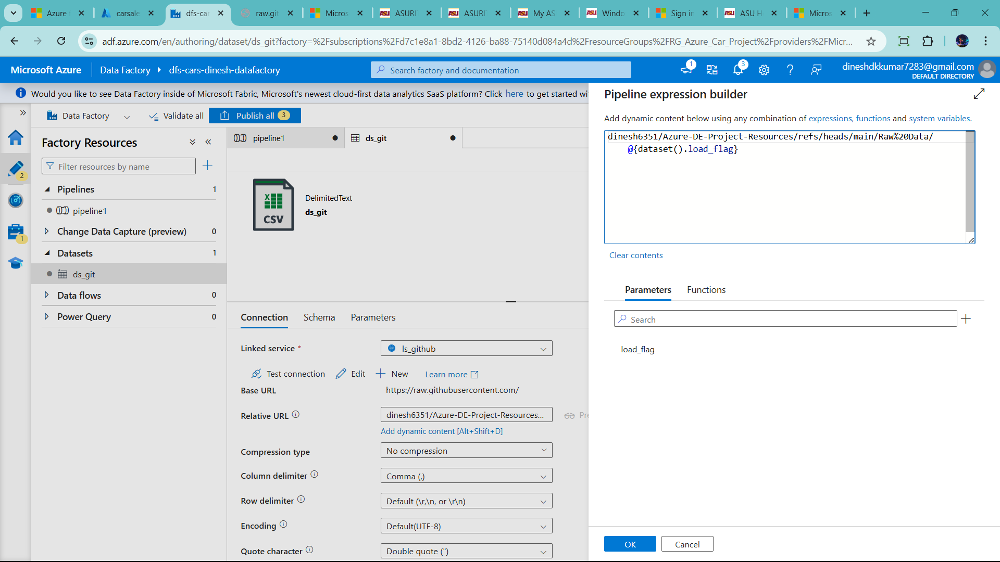 Azure f
carsale
dfs-car
raw.git
Micros
ASURI
ASURI
My AS
Windo
Sign in
ASU H
Micros
adf.azure.com/en/authoring/dataset/ds_git?factory=%2Fsubscriptions%2Fd7c1e8a1-8bd2-4126-ba88-75140d084a4d%2FresourceGroups%2FRG_Azure_Car_Project%2Fproviders%2FMicr...
Microsoft Azure
Data Factory
dfs-cars-dinesh-datafactory
Search factory and documentation
1
3
dineshdkkumar7283@gmail.com
DEFAULT DIRECTORY
Would you like to see Data Factory inside of Microsoft Fabric, Microsoft's newest cloud-first data analytics SaaS platform? Click here to get started wi
Data Factory
Validate all
Publish all 3
Factory Resources
Filter resources by name
2
1
Pipelines 1
pipeline1
Change Data Capture (preview) 0
Datasets 1
ds_git
Data flows 0
Power Query 0
pipeline1
ds_git
CSV
DelimitedText
ds_git
Connection
Schema
Parameters
Linked service *
ls_github
Test connection
Edit
New
Learn more
Base URL
https://raw.githubusercontent.com/
Relative URL
dinesh6351/Azure-DE-Project-Resources...
Pr
Add dynamic content [Alt+Shift+D]
Compression type
No compression
Column delimiter
Comma (,)
Row delimiter
Default (\r,\n, or \r\n)
Encoding
Default(UTF-8)
Quote character
Double quote (")
Pipeline expression builder
Add dynamic content below using any combination of expressions, functions and system variables.
dinesh6351/Azure-DE-Project-Resources/refs/heads/main/Raw%20Data/
@{dataset().load_flag}
Clear contents
Parameters
Functions
Search
load_flag
OK
Cancel